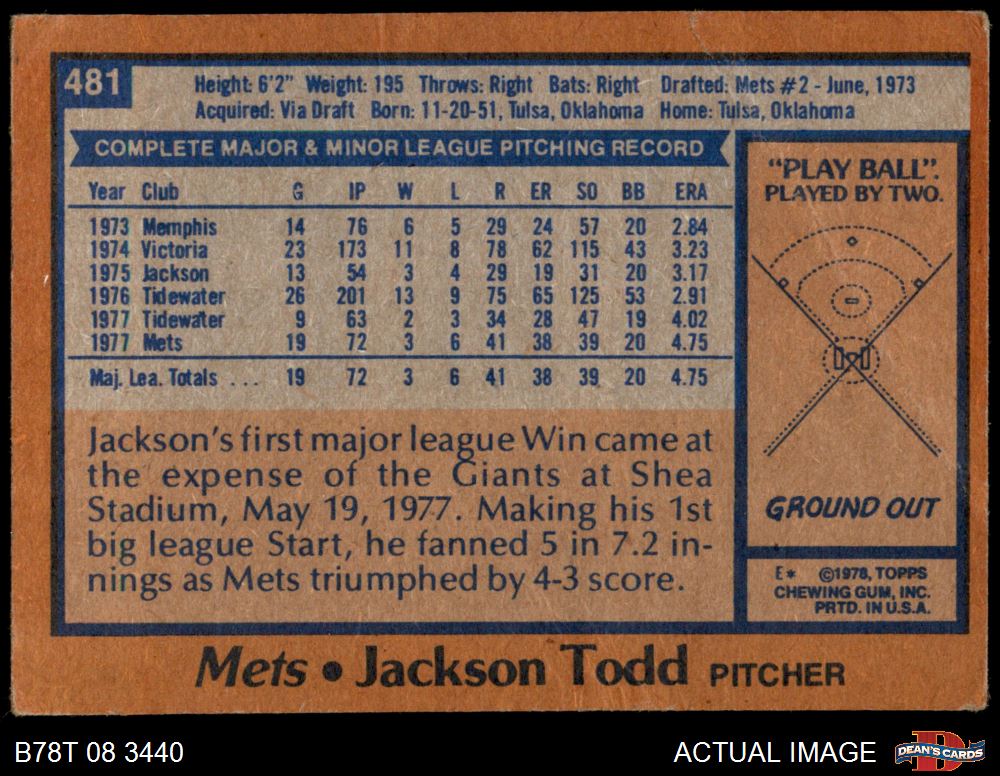 481
Height: 6'2" Weight: 195 Throws: Right Bats: Right Drafted: Mets #2 - June, 1973
Acquired: Via Draft Born: 11-20-51, Tulsa, Oklahoma Home: Tulsa, Oklahoma
COMPLETE MAJOR & MINOR LEAGUE PITCHING RECORD
Year Club G IP W L R ER SO BB ERA
1973 Memphis 14 76 6 5 29 24 57 20 2.84
1974 Victoria 23 173 11 8 78 62 115 43 3.23
1975 Jackson 13 54 3 4 29 19 31 20 3.17
1976 Tidewater 26 201 13 9 75 65 125 53 2.91
1977 Tidewater 9 63 2 3 34 28 47 19 4.02
1977 Mets 19 72 3 6 41 38 39 20 4.75
Maj. Lea. Totals ... 19 72 3 6 41 38 39 20 4.75
Jackson's first major league Win came at
the expense of the Giants at Shea
Stadium, May 19, 1977. Making his 1st
big league Start, he fanned 5 in 7.2 in-
nings as Mets triumphed by 4-3 score.
"PLAY BALL":
PLAYED BY TWO.
GROUND OUT
E* ©1978, TOPPS
CHEWING GUM, INC.
PRTD. IN U.S.A.
Mets • Jackson Todd PITCHER
B78T 08 3440
ACTUAL IMAGE
DEAN'S CARDS